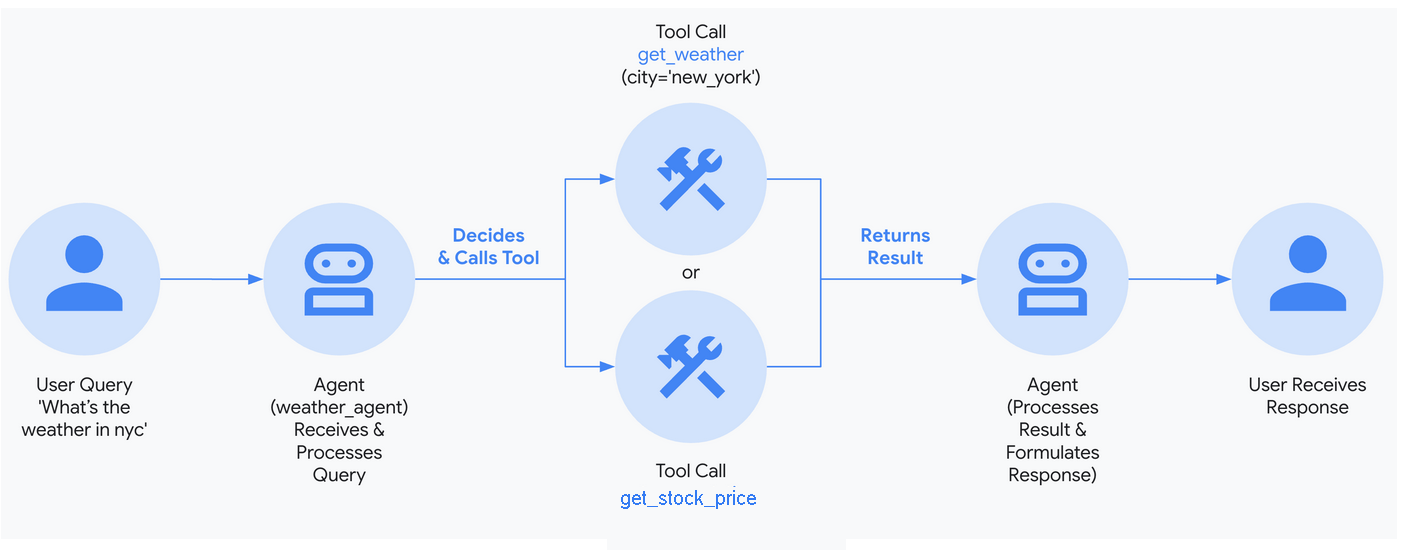 Tool Call
get_weather
(city='new_york')
Decides
& Calls Tool
or
Returns
Result
User Query
'What’s the
weather in nyc'
Agent
(weather_agent)
Receives &
Processes
Query
Tool Call
get_stock_price
Agent
(Processes
Result &
Formulates
Response)
User Receives
Response